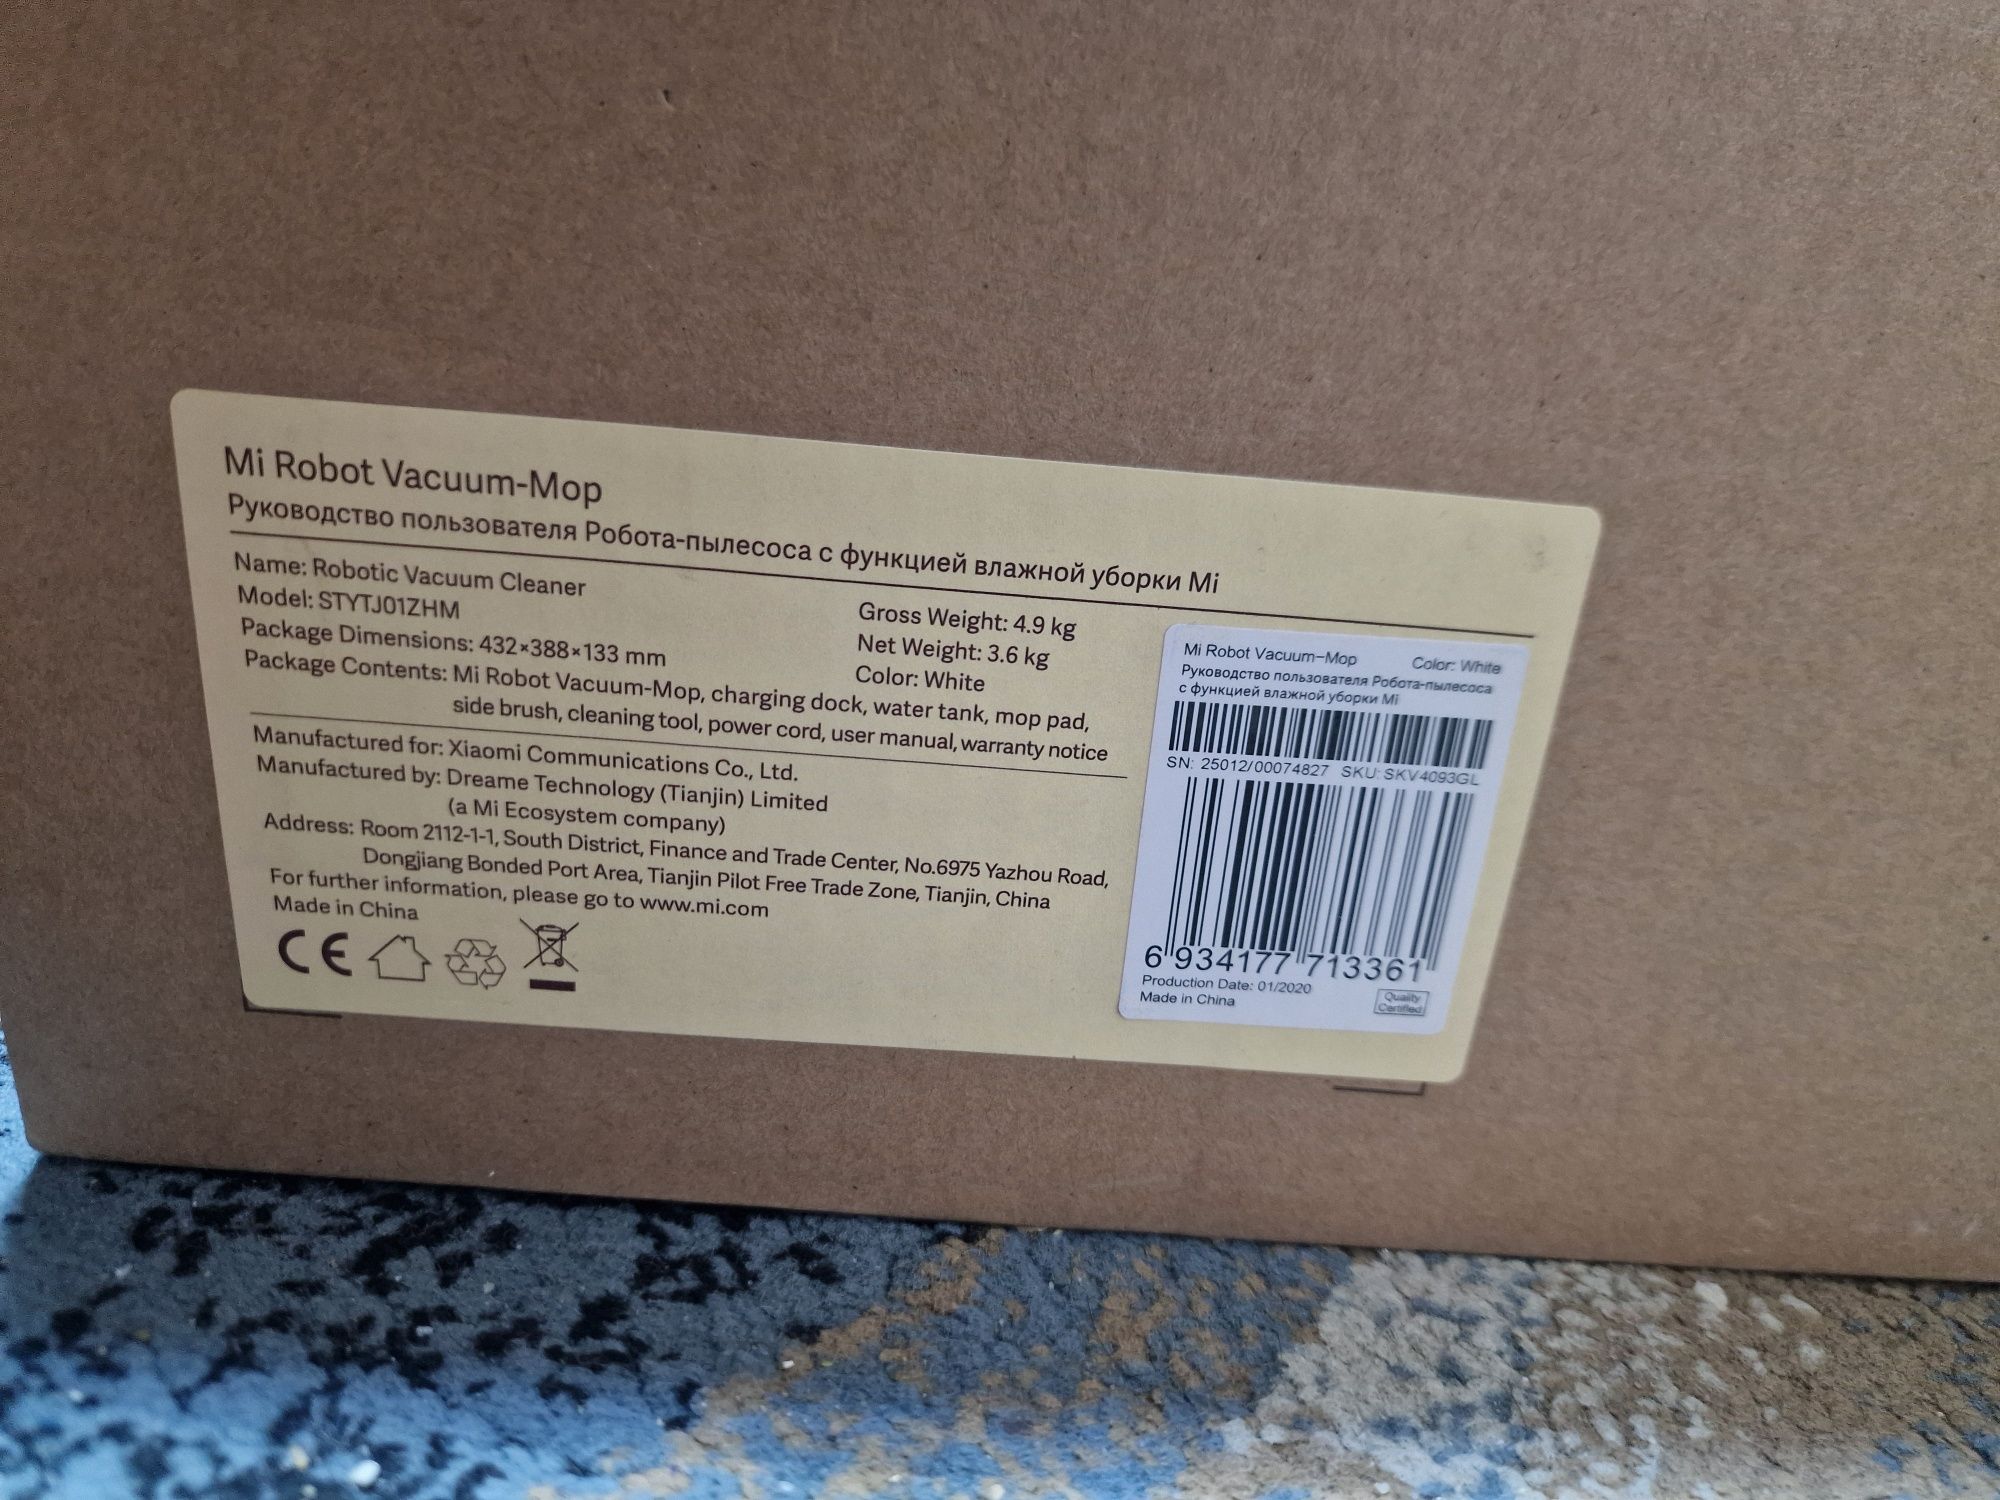 Mi Robot Vacuum-Mop
Руководство пользователя Робота-пылесоса с функцией влажной уборки Mi
Name: Robotic Vacuum Cleaner
Model: STYTJ01ZHM
Package Dimensions: 432×388×133 mm
Gross Weight: 4.9 kg
Net Weight: 3.6 kg
Color: White
Package Contents: Mi Robot Vacuum-Mop, charging dock, water tank, mop pad,
side brush, cleaning tool, power cord, user manual, warranty notice
Manufactured for: Xiaomi Communications Co., Ltd.
Manufactured by: Dreame Technology (Tianjin) Limited
(a Mi Ecosystem company)
Address: Room 2112-1-1, South District, Finance and Trade Center, No.6975 Yazhou Road,
Dongjiang Bonded Port Area, Tianjin Pilot Free Trade Zone, Tianjin, China
For further information, please go to www.mi.com
Made in China
CE
Mi Robot Vacuum-Mop Color: White
Руководство пользователя Робота-пылесоса
с функцией влажной уборки Mi
SN: 25012/00074827 SKU: SKV4093GL
6 934177 713361
Production Date: 01/2020
Made in China
Quality
Certified